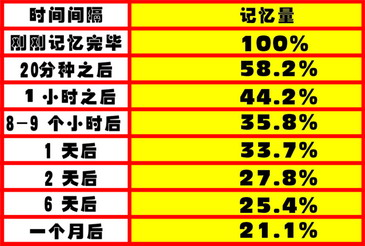 时间间隔 记忆量
刚刚记忆完毕 100%
20分种之后 58.2%
1 小时之后 44.2%
8-9 个小时后 35.8%
1 天后 33.7%
2 天后 27.8%
6 天后 25.4%
一个月后 21.1%